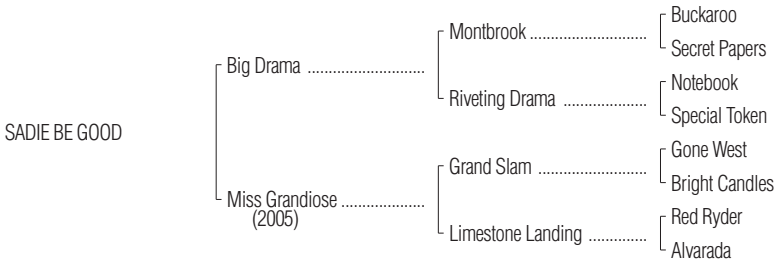 Buckaroo
Montbrook ............................
Secret Papers
Big Drama ............................
Notebook
Riveting Drama ....................
Special Token
SADIE BE GOOD
Gone West
Grand Slam ..........................
Bright Candles
Miss Grandiose ....................
(2005)
Red Ryder
Limestone Landing ..............
Alvarada